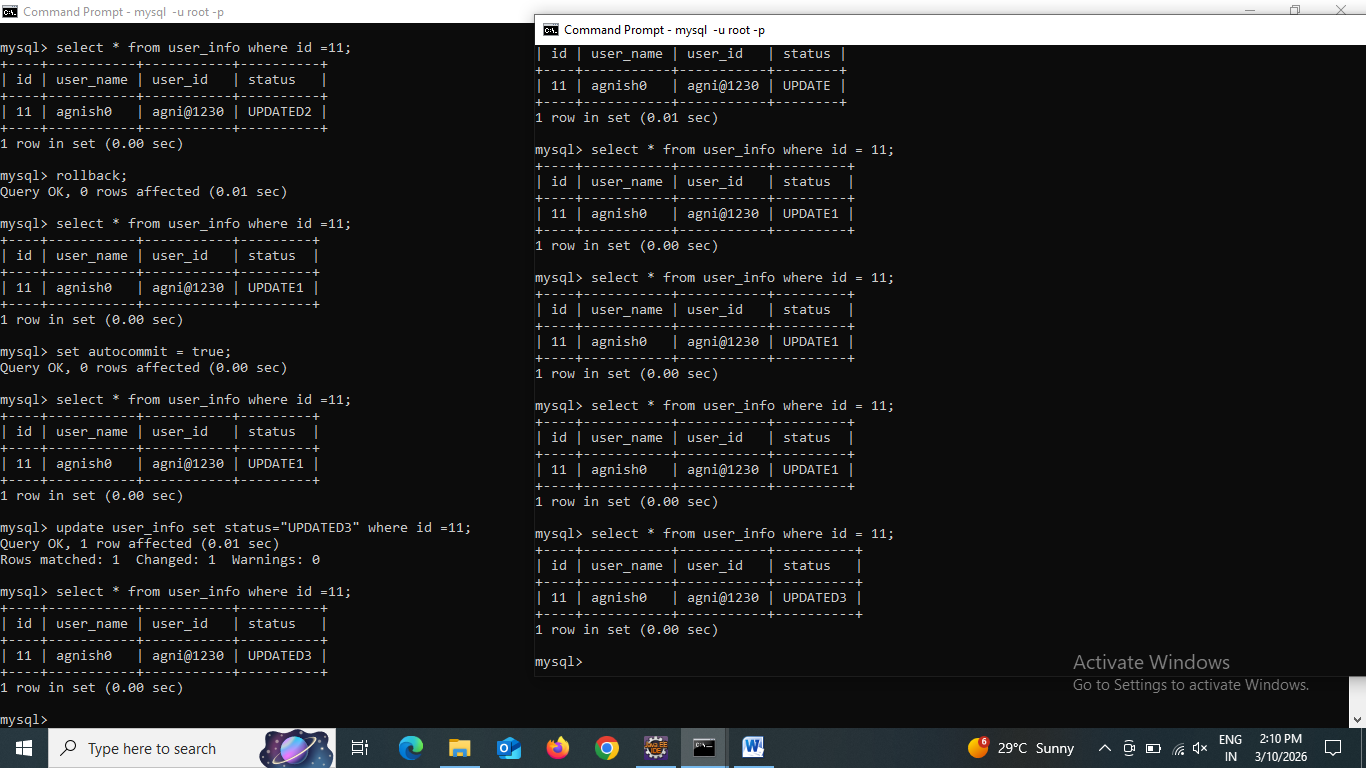 Command Prompt - mysql  -u root -p
mysql> select * from user_info where id =11;
+----+-----------+-----------+----------+
| id | user_name | user_id   | status   |
+----+-----------+-----------+----------+
| 11 | agnish0   | agni@1230 | UPDATED2 |
+----+-----------+-----------+----------+
1 row in set (0.00 sec)
mysql> rollback;
Query OK, 0 rows affected (0.01 sec)
mysql> select * from user_info where id =11;
+----+-----------+-----------+---------+
| id | user_name | user_id   | status  |
+----+-----------+-----------+---------+
| 11 | agnish0   | agni@1230 | UPDATE1 |
+----+-----------+-----------+---------+
1 row in set (0.00 sec)
mysql> set autocommit = true;
Query OK, 0 rows affected (0.00 sec)
mysql> select * from user_info where id =11;
+----+-----------+-----------+---------+
| id | user_name | user_id   | status  |
+----+-----------+-----------+---------+
| 11 | agnish0   | agni@1230 | UPDATE1 |
+----+-----------+-----------+---------+
1 row in set (0.00 sec)
mysql> update user_info set status="UPDATED3" where id =11;
Query OK, 1 row affected (0.01 sec)
Rows matched: 1  Changed: 1  Warnings: 0
mysql> select * from user_info where id =11;
+----+-----------+-----------+----------+
| id | user_name | user_id   | status   |
+----+-----------+-----------+----------+
| 11 | agnish0   | agni@1230 | UPDATED3 |
+----+-----------+-----------+----------+
1 row in set (0.00 sec)
mysql>
Command Prompt - mysql  -u root -p
| id | user_name | user_id   | status |
+----+-----------+-----------+--------+
| 11 | agnish0   | agni@1230 | UPDATE |
+----+-----------+-----------+--------+
1 row in set (0.01 sec)
mysql> select * from user_info where id = 11;
+----+-----------+-----------+---------+
| id | user_name | user_id   | status  |
+----+-----------+-----------+---------+
| 11 | agnish0   | agni@1230 | UPDATE1 |
+----+-----------+-----------+---------+
1 row in set (0.00 sec)
mysql> select * from user_info where id = 11;
+----+-----------+-----------+---------+
| id | user_name | user_id   | status  |
+----+-----------+-----------+---------+
| 11 | agnish0   | agni@1230 | UPDATE1 |
+----+-----------+-----------+---------+
1 row in set (0.00 sec)
mysql> select * from user_info where id = 11;
+----+-----------+-----------+---------+
| id | user_name | user_id   | status  |
+----+-----------+-----------+---------+
| 11 | agnish0   | agni@1230 | UPDATE1 |
+----+-----------+-----------+---------+
1 row in set (0.00 sec)
mysql> select * from user_info where id = 11;
+----+-----------+-----------+----------+
| id | user_name | user_id   | status   |
+----+-----------+-----------+----------+
| 11 | agnish0   | agni@1230 | UPDATED3 |
+----+-----------+-----------+----------+
1 row in set (0.00 sec)
mysql>
Activate Windows
Go to Settings to activate Windows.
Type here to search
6
29°C Sunny
ENG
IN
2:10 PM
3/10/2026